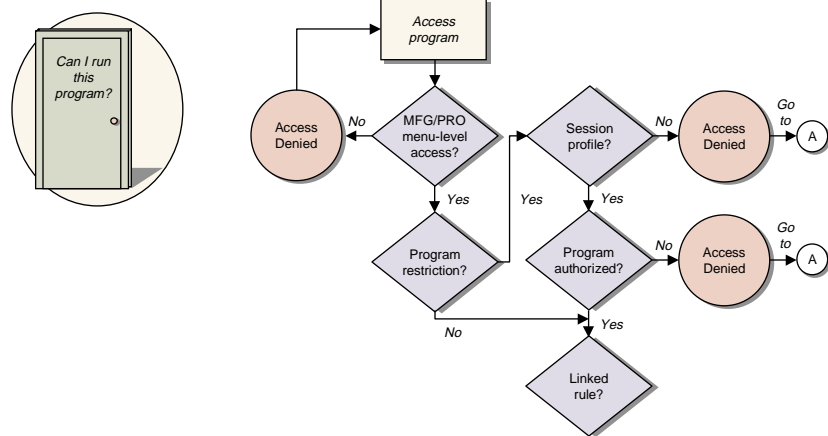 Can I run
this
program?
Access
program
Access
Denied
No
MFG/PRO
menu-level
access?
Session
profile?
No
Access
Denied
Go
to
A
Yes
Yes
Yes
Program
restriction?
Program
authorized?
No
Access
Denied
Go
to
A
No
Yes
Linked
rule?